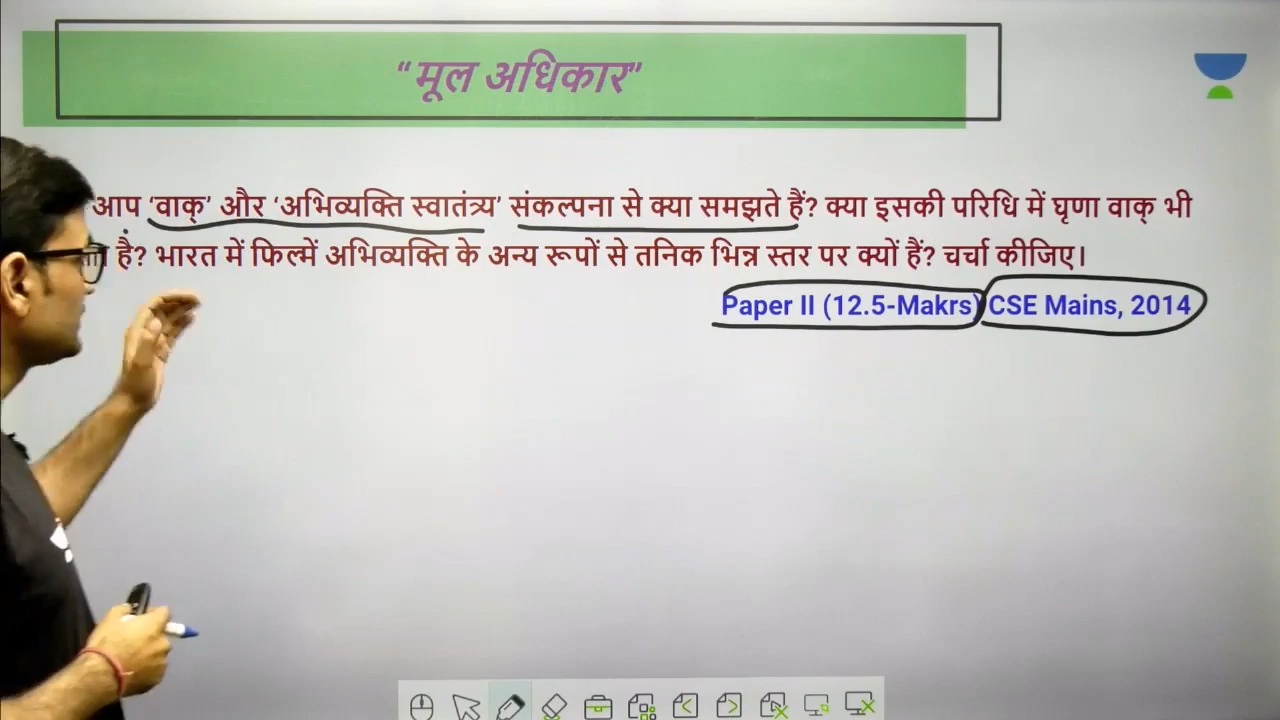 “मूल अधिकार”
आप ‘वाक्’ और ‘अभिव्यक्ति स्वातंत्र्य’ संकल्पना से क्या समझते हैं? क्या इसकी परिधि में घृणा वाक् भी
है? भारत में फिल्में अभिव्यक्ति के अन्य रूपों से तनिक भिन्न स्तर पर क्यों हैं? चर्चा कीजिए।
Paper II (12.5-Makrs) CSE Mains, 2014